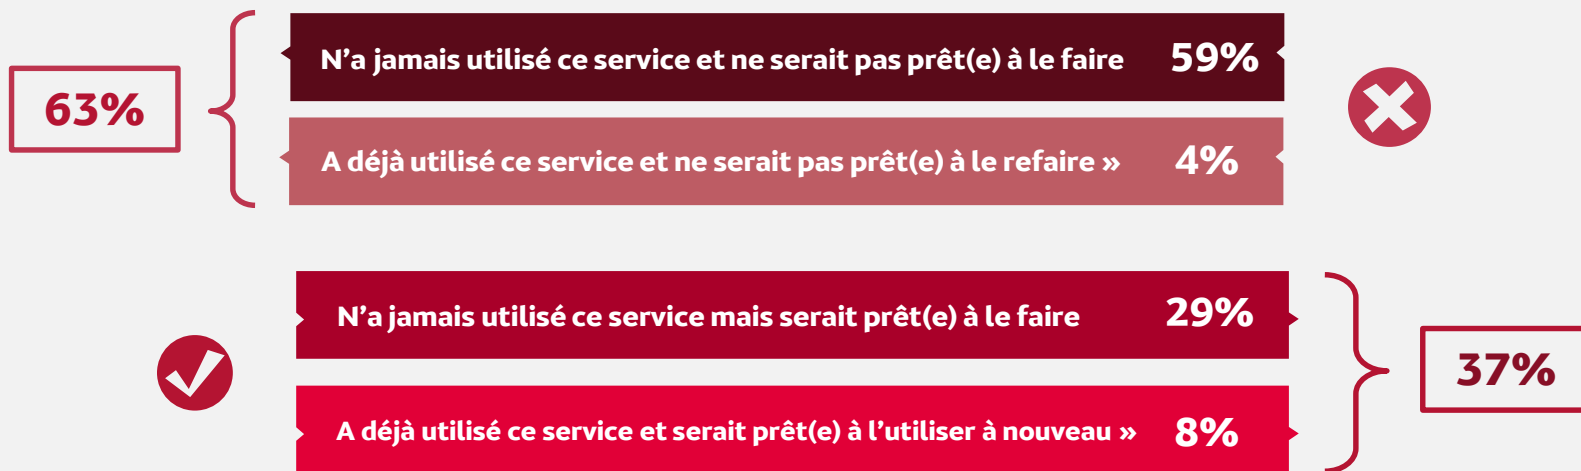 N'a jamais utilisé ce service et ne serait pas prêt(e) à le faire 59%
63%
A déjà utilisé ce service et ne serait pas prêt(e) à le refaire » 4%
N'a jamais utilisé ce service mais serait prêt(e) à le faire 29%
37%
A déjà utilisé ce service et serait prêt(e) à l’utiliser à nouveau » 8%